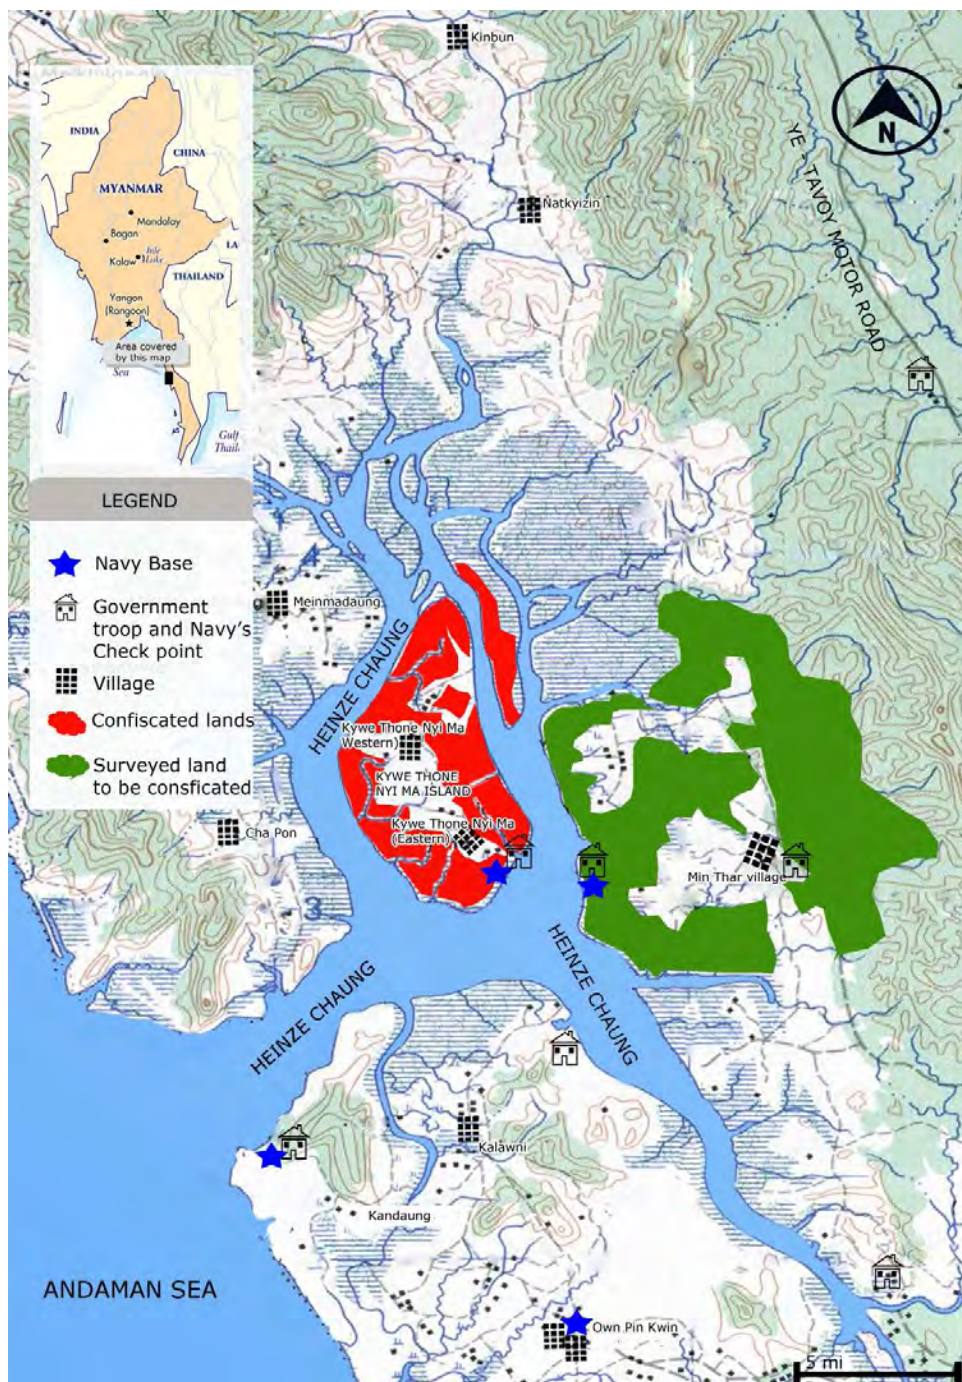 Kinbun
N
INDIA
CHINA
MYANMAR
Mandalay
Bagan
Kalaw
Inle
Lake
LA
THAILAND
Yangon
(Rangoon)
Area covered
by this map
Sea
Gulf
Thail
Natkyizin
YE - TAVOY MOTOR ROAD
LEGEND
Navy Base
Government
troop and Navy's
Check point
Village
Confiscated lands
Surveyed land
to be consficated
4
Meinmadaung
HEINZE CHAUNG
Kywe Thone Nyi Ma
Western)
KYWE THONE
NYI MA ISLAND
Kywe Thone Nyi Ma
(Eastern)
Cha Pon
Min Thar village
3
HEINZE CHAUNG
HEINZE CHAUNG
Kalawni
Kandaung
ANDAMAN SEA
Own Pin Kwin
5 mi